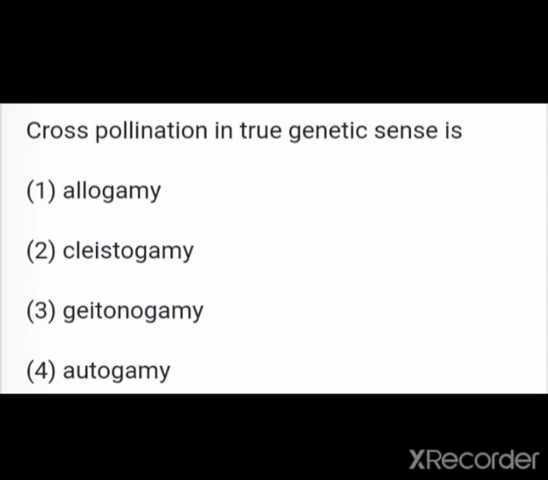 Cross pollination in true genetic sense is
(1) allogamy
(2) cleistogamy
(3) geitonogamy
(4) autogamy
XRecorder